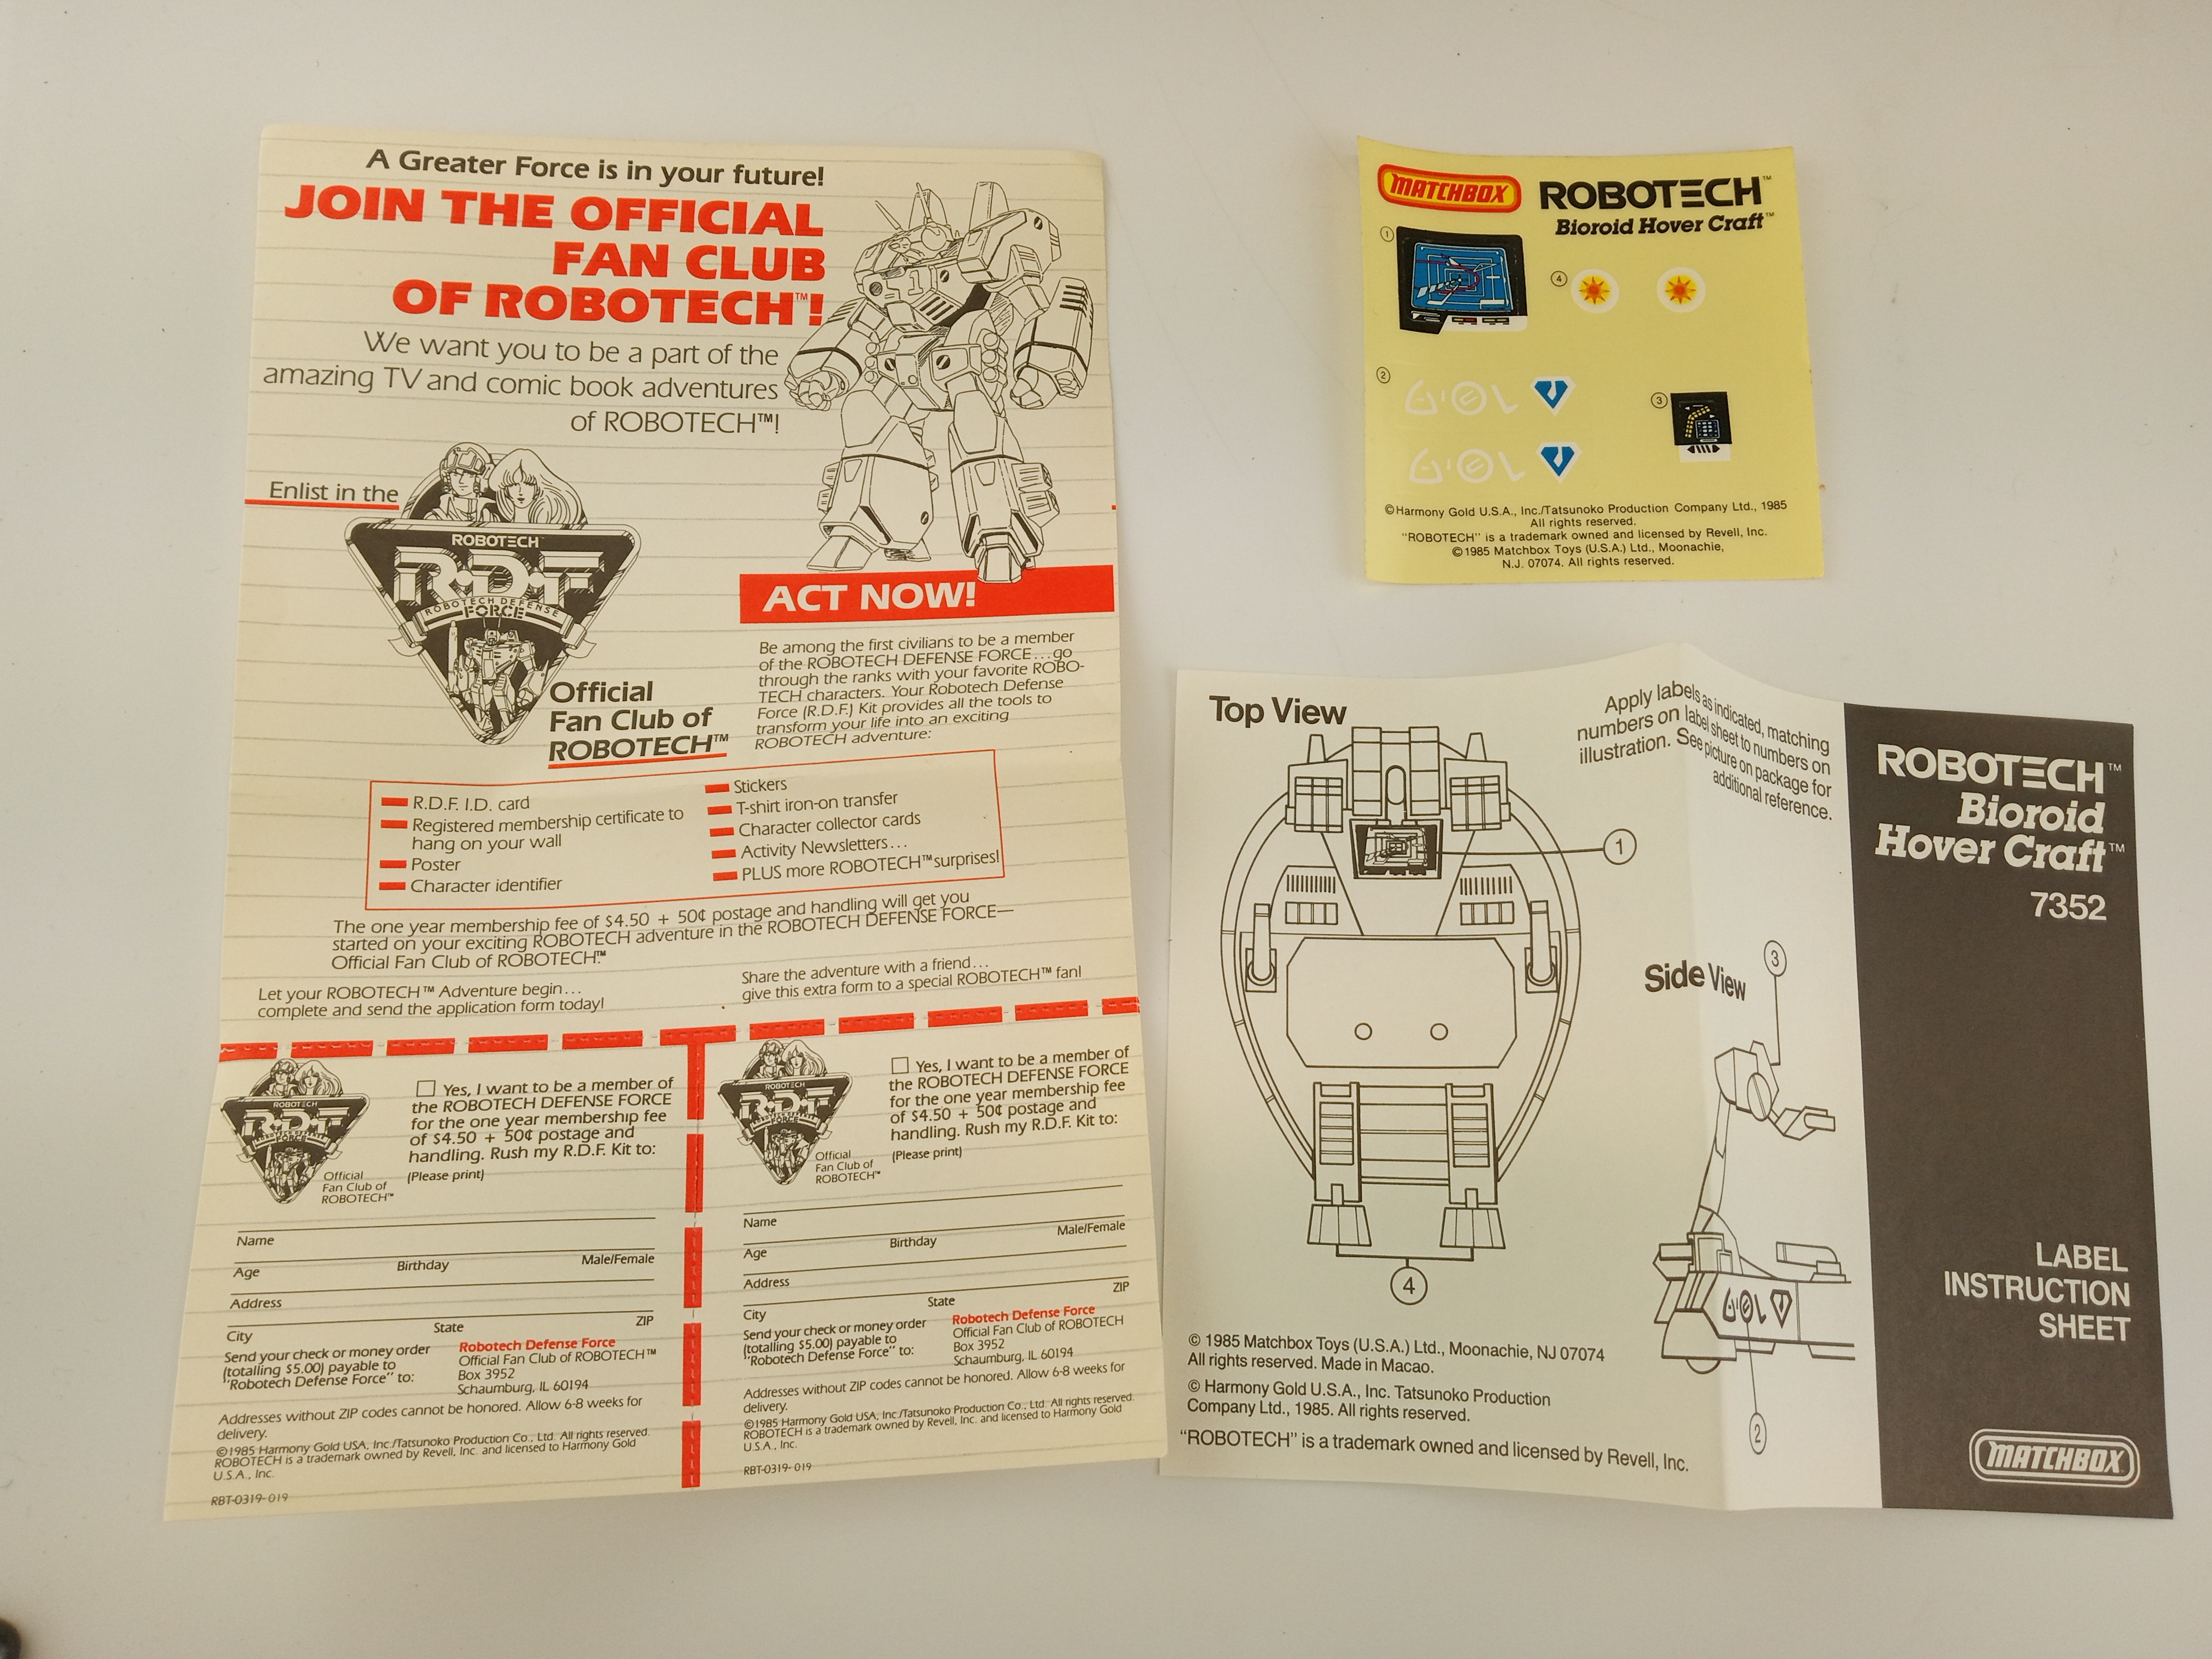 A Greater Force is in your future!
JOIN THE OFFICIAL
FAN CLUB
OF ROBOTECH™!
We want you to be a part of the
amazing TV and comic book adventures
of ROBOTECH™!
Enlist in the
ROBOTECH
R.D.F
ROBOTECH DEFENSE
FORCE
Official
Fan Club of
ROBOTECH™
ACT NOW!
Be among the first civilians to be a member
of the ROBOTECH DEFENSE FORCE...go
through the ranks with your favorite ROBO-
TECH characters. Your Robotech Defense
Force (R.D.F.) Kit provides all the tools to
transform your life into an exciting
ROBOTECH adventure:
R.D.F. I.D. card
Registered membership certificate to
hang on your wall
Poster
Character identifier
Stickers
T-shirt iron-on transfer
Character collector cards
Activity Newsletters...
PLUS more ROBOTECH™ surprises!
The one year membership fee of $4.50 + 50¢ postage and handling will get you
started on your exciting ROBOTECH adventure in the ROBOTECH DEFENSE FORCE—
Official Fan Club of ROBOTECH™.
Let your ROBOTECH™ Adventure begin...
complete and send the application form today!
Share the adventure with a friend...
give this extra form to a special ROBOTECH™ fan!
ROBOTECH
R.D.F
ROBOTECH DEFENSE
FORCE
Official
Fan Club of
ROBOTECH™
Yes, I want to be a member of
the ROBOTECH DEFENSE FORCE
for the one year membership fee
of $4.50 + 50¢ postage and
handling. Rush my R.D.F. Kit to:
(Please print)
Name
Age Birthday Male/Female
Address
City State ZIP
Send your check or money order
(totalling $5.00) payable to
"Robotech Defense Force" to:
Robotech Defense Force
Official Fan Club of ROBOTECH™
Box 3952
Schaumburg, IL 60194
Addresses without ZIP codes cannot be honored. Allow 6-8 weeks for
delivery.
©1985 Harmony Gold USA, Inc./Tatsunoko Production Co., Ltd. All rights reserved.
ROBOTECH is a trademark owned by Revell, Inc. and licensed to Harmony Gold
U.S.A., Inc.
RBT-0319-019
ROBOTECH
R.D.F
ROBOTECH DEFENSE
FORCE
Official
Fan Club of
ROBOTECH™
Yes, I want to be a member of
the ROBOTECH DEFENSE FORCE
for the one year membership fee
of $4.50 + 50¢ postage and
handling. Rush my R.D.F. Kit to:
(Please print)
Name
Age Birthday Male/Female
Address
City State ZIP
Send your check or money order
(totalling $5.00) payable to
"Robotech Defense Force" to:
Robotech Defense Force
Official Fan Club of ROBOTECH
Box 3952
Schaumburg, IL 60194
Addresses without ZIP codes cannot be honored. Allow 6-8 weeks for
delivery.
©1985 Harmony Gold USA, Inc./Tatsunoko Production Co., Ltd. All rights reserved.
ROBOTECH is a trademark owned by Revell, Inc. and licensed to Harmony Gold
U.S.A., Inc.
RBT-0319-019
MATCHBOX
ROBOTECH™
Bioroid Hover Craft™
1
4
2
3
©Harmony Gold U.S.A., Inc./Tatsunoko Production Company Ltd., 1985
All rights reserved.
"ROBOTECH" is a trademark owned and licensed by Revell, Inc.
©1985 Matchbox Toys (U.S.A.) Ltd., Moonachie,
N.J. 07074. All rights reserved.
Top View
Apply labels as indicated, matching
numbers on label sheet to numbers on
illustration. See picture on package for
additional reference.
1
Side View
3
4
2
© 1985 Matchbox Toys (U.S.A.) Ltd., Moonachie, NJ 07074
All rights reserved. Made in Macao.
© Harmony Gold U.S.A., Inc. Tatsunoko Production
Company Ltd., 1985. All rights reserved.
"ROBOTECH" is a trademark owned and licensed by Revell, Inc.
ROBOTECH™
Bioroid
Hover Craft™
7352
LABEL
INSTRUCTION
SHEET
MATCHBOX